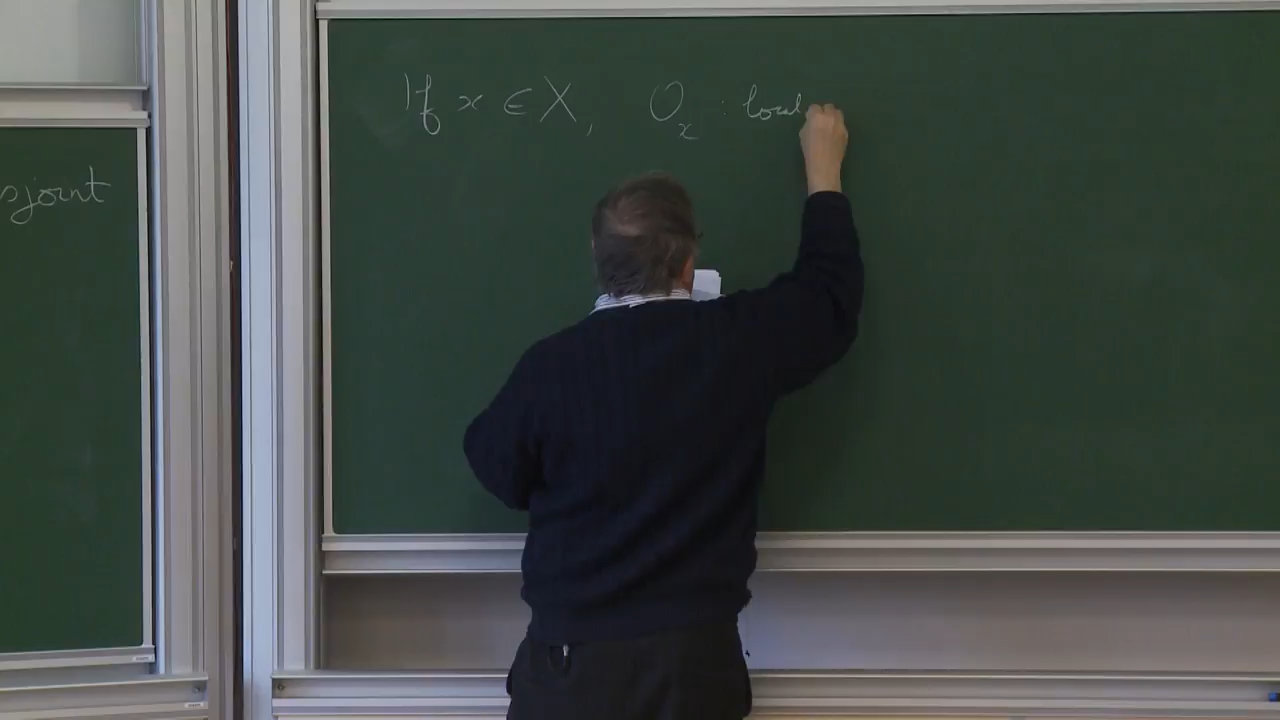 sjoint
If x ∈ X, O_x : local